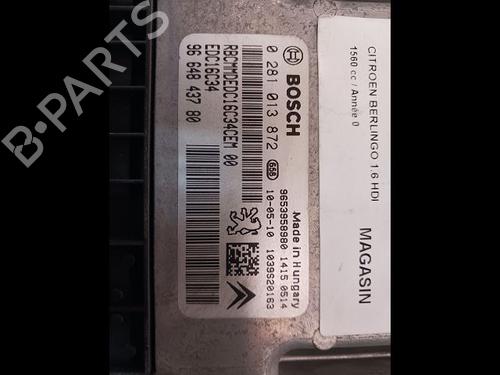 BOSCH
0 281 013 872
658
RBCMMDEDC16C34CEM 00
EDC16C34
96 648 437 80
9653958980 1415 0514
10-05-10
1039S20163
Made in Hungary
CITROEN BERLINGO 1.6 HDI
1560 cc / Année 0
MAGASIN
B-PARTS